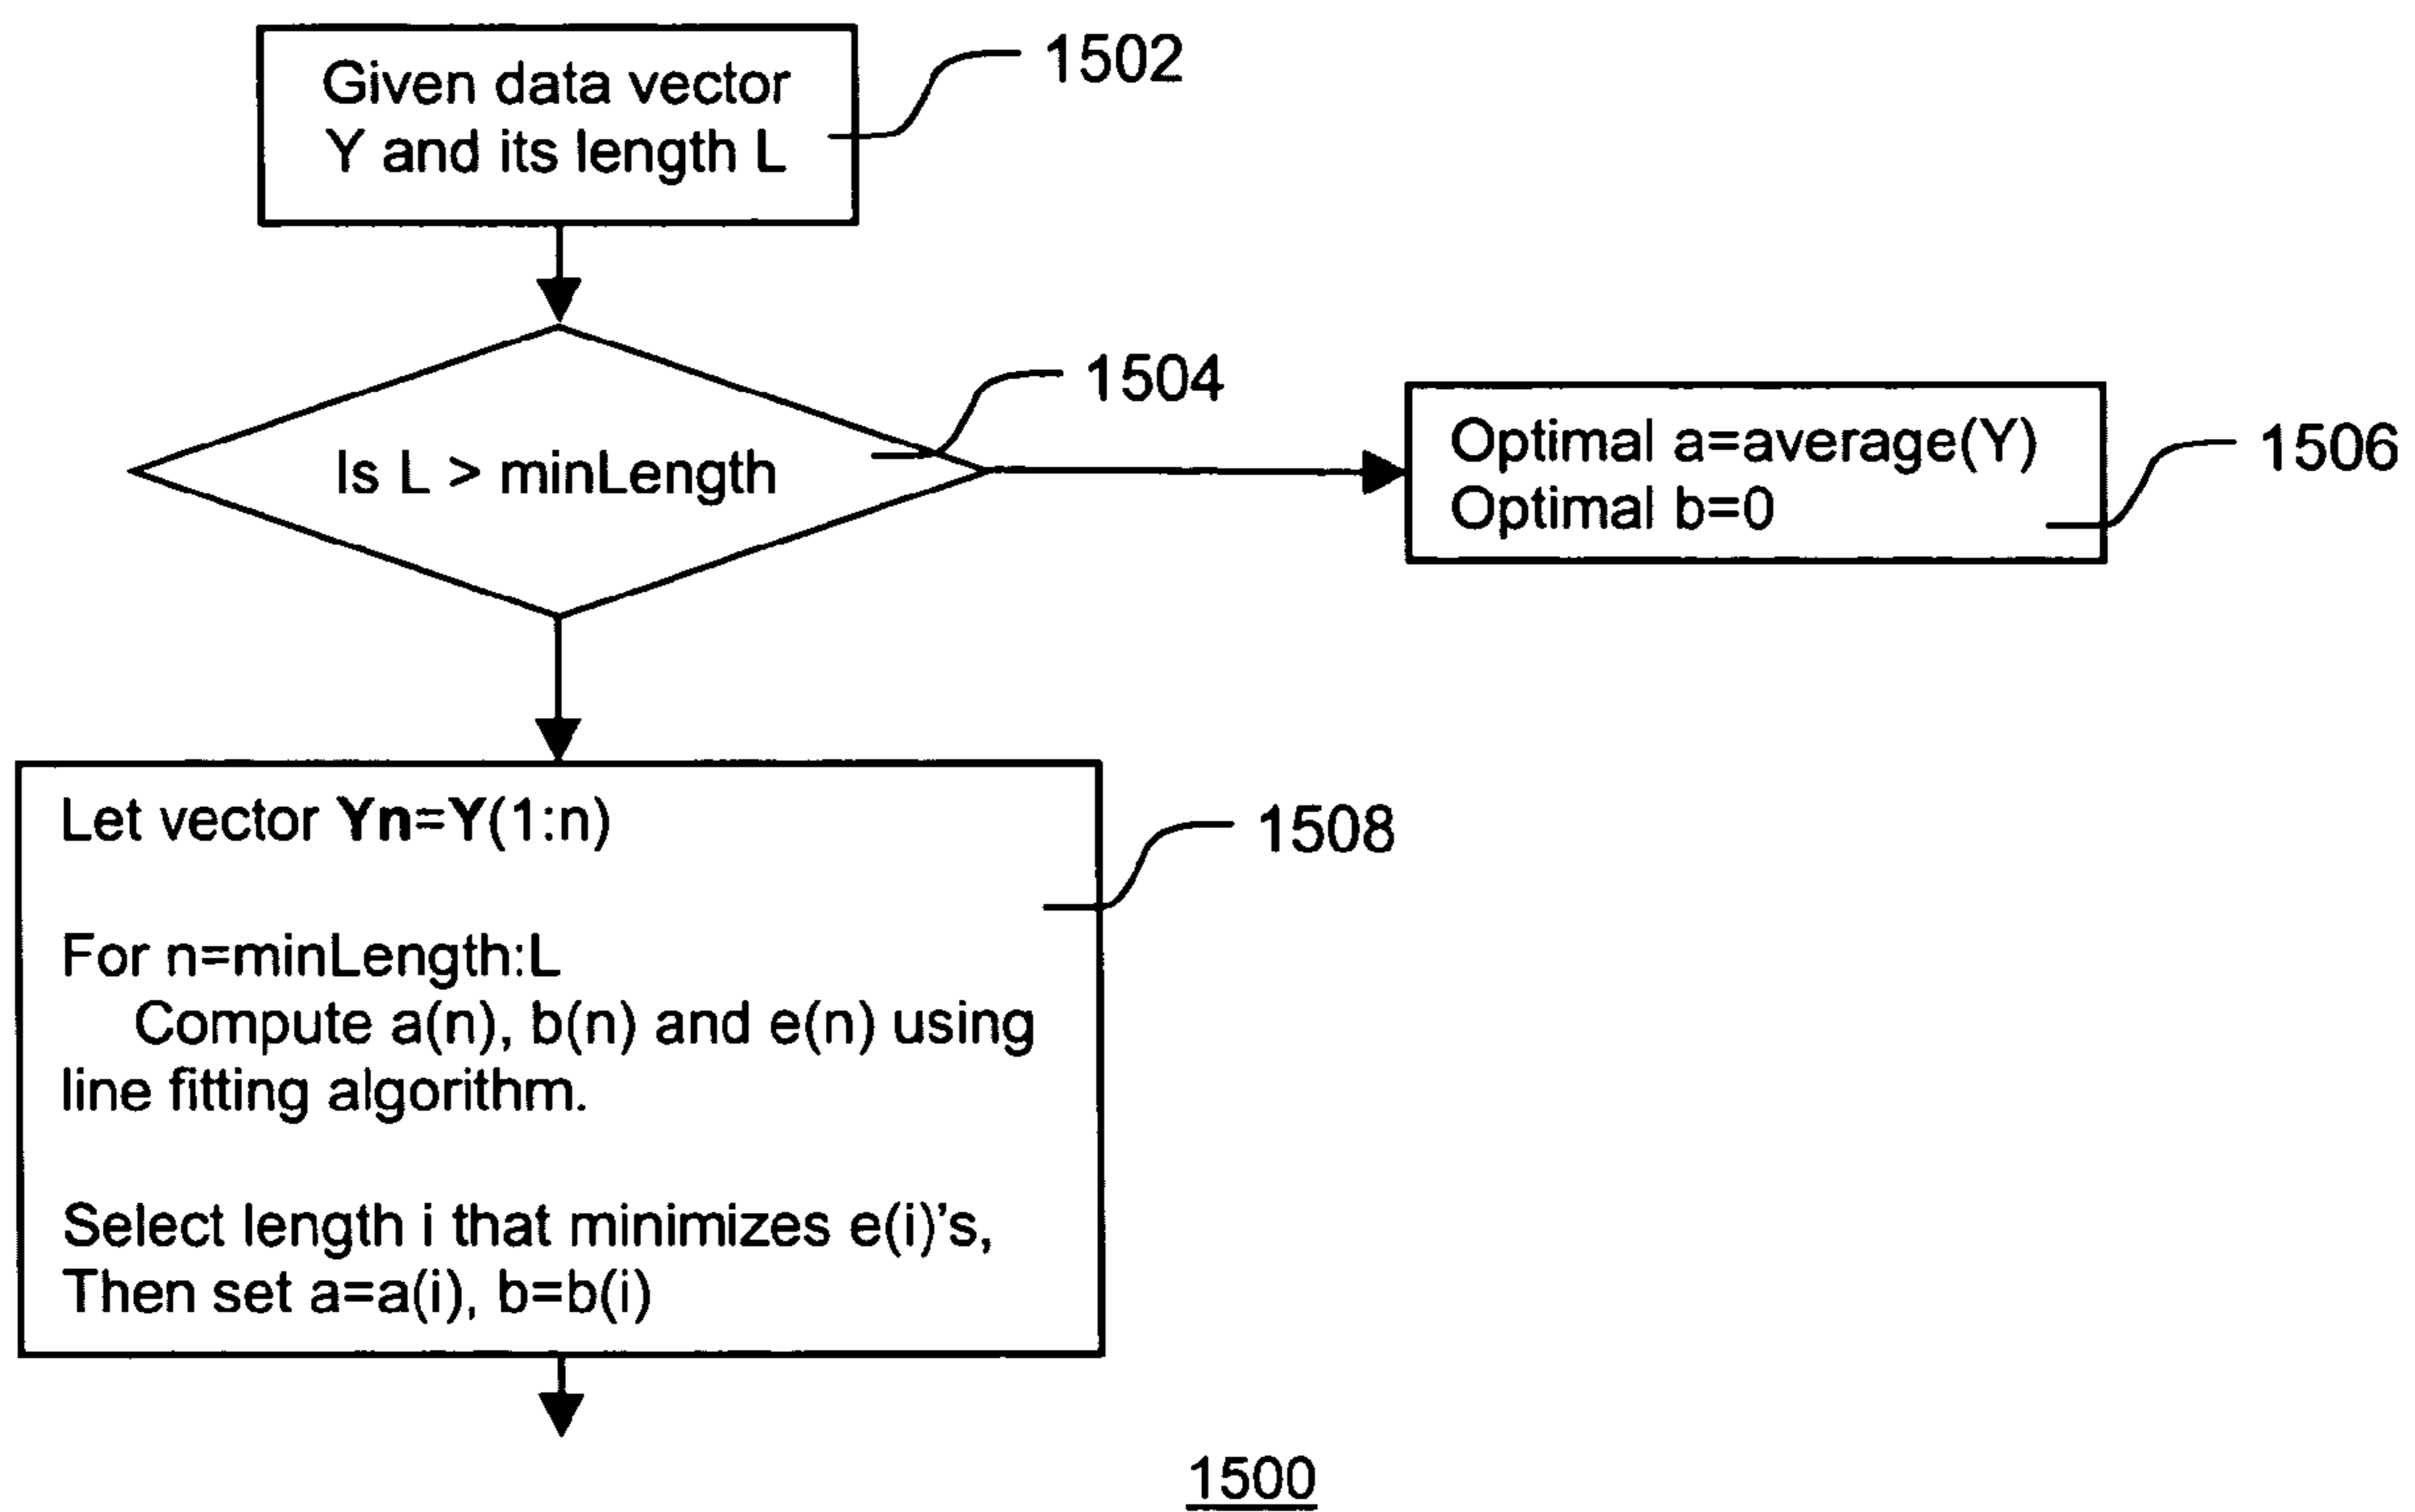 Given data vector
Y and its length L
1502
Is L > minLength
1504
Optimal a=average(Y)
Optimal b=0
1506
Let vector Yn=Y(1:n)
For n=minLength:L
Compute a(n), b(n) and e(n) using
line fitting algorithm.
Select length i that minimizes e(i)'s,
Then set a=a(i), b=b(i)
1508
1500